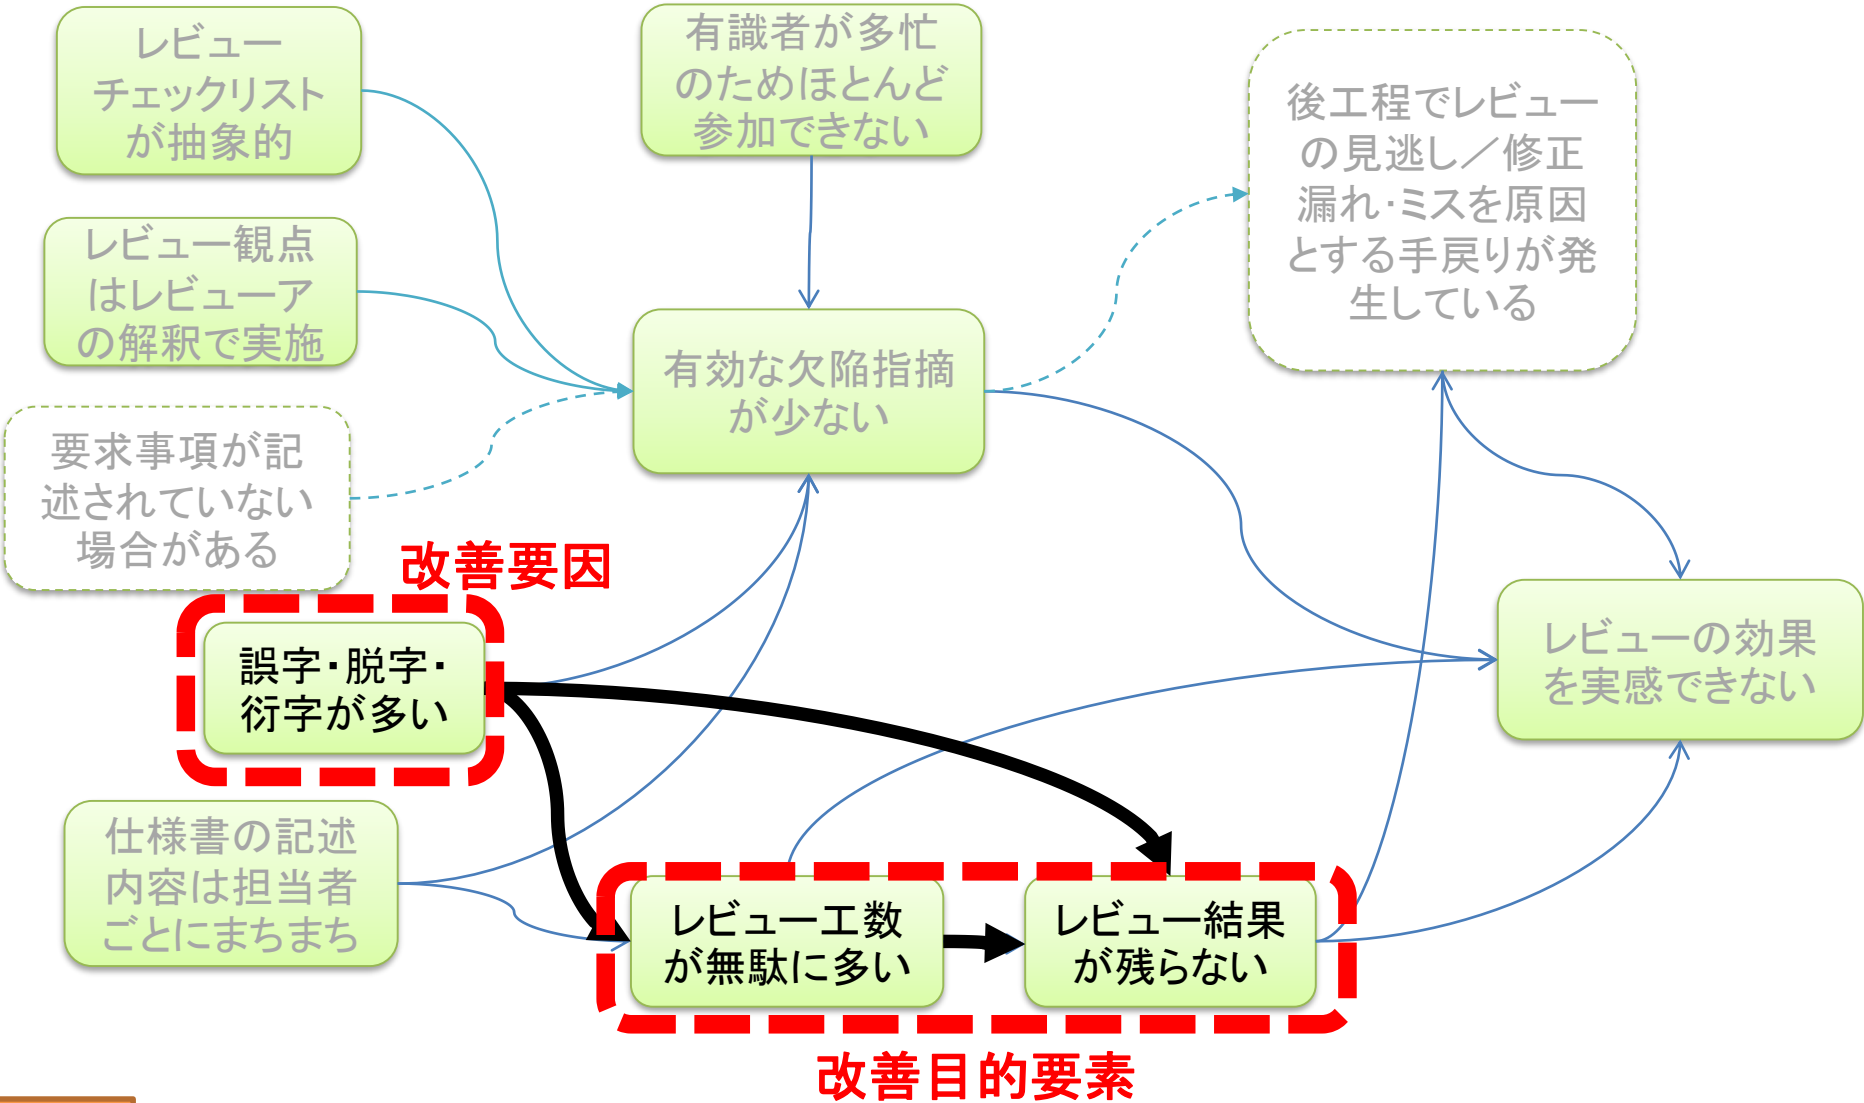 レビュー
チェックリスト
が抽象的
有識者が多忙
のためほとんど
参加できない
後工程でレビュー
の見逃し／修正
漏れ・ミスを原因
とする手戻りが発
生している
レビュー観点
はレビューア
の解釈で実施
有効な欠陥指摘
が少ない
要求事項が記
述されていない
場合がある
改善要因
誤字・脱字・
衍字が多い
レビューの効果
を実感できない
仕様書の記述
内容は担当者
ごとにまちまち
レビュー工数
が無駄に多い
レビュー結果
が残らない
改善目的要素